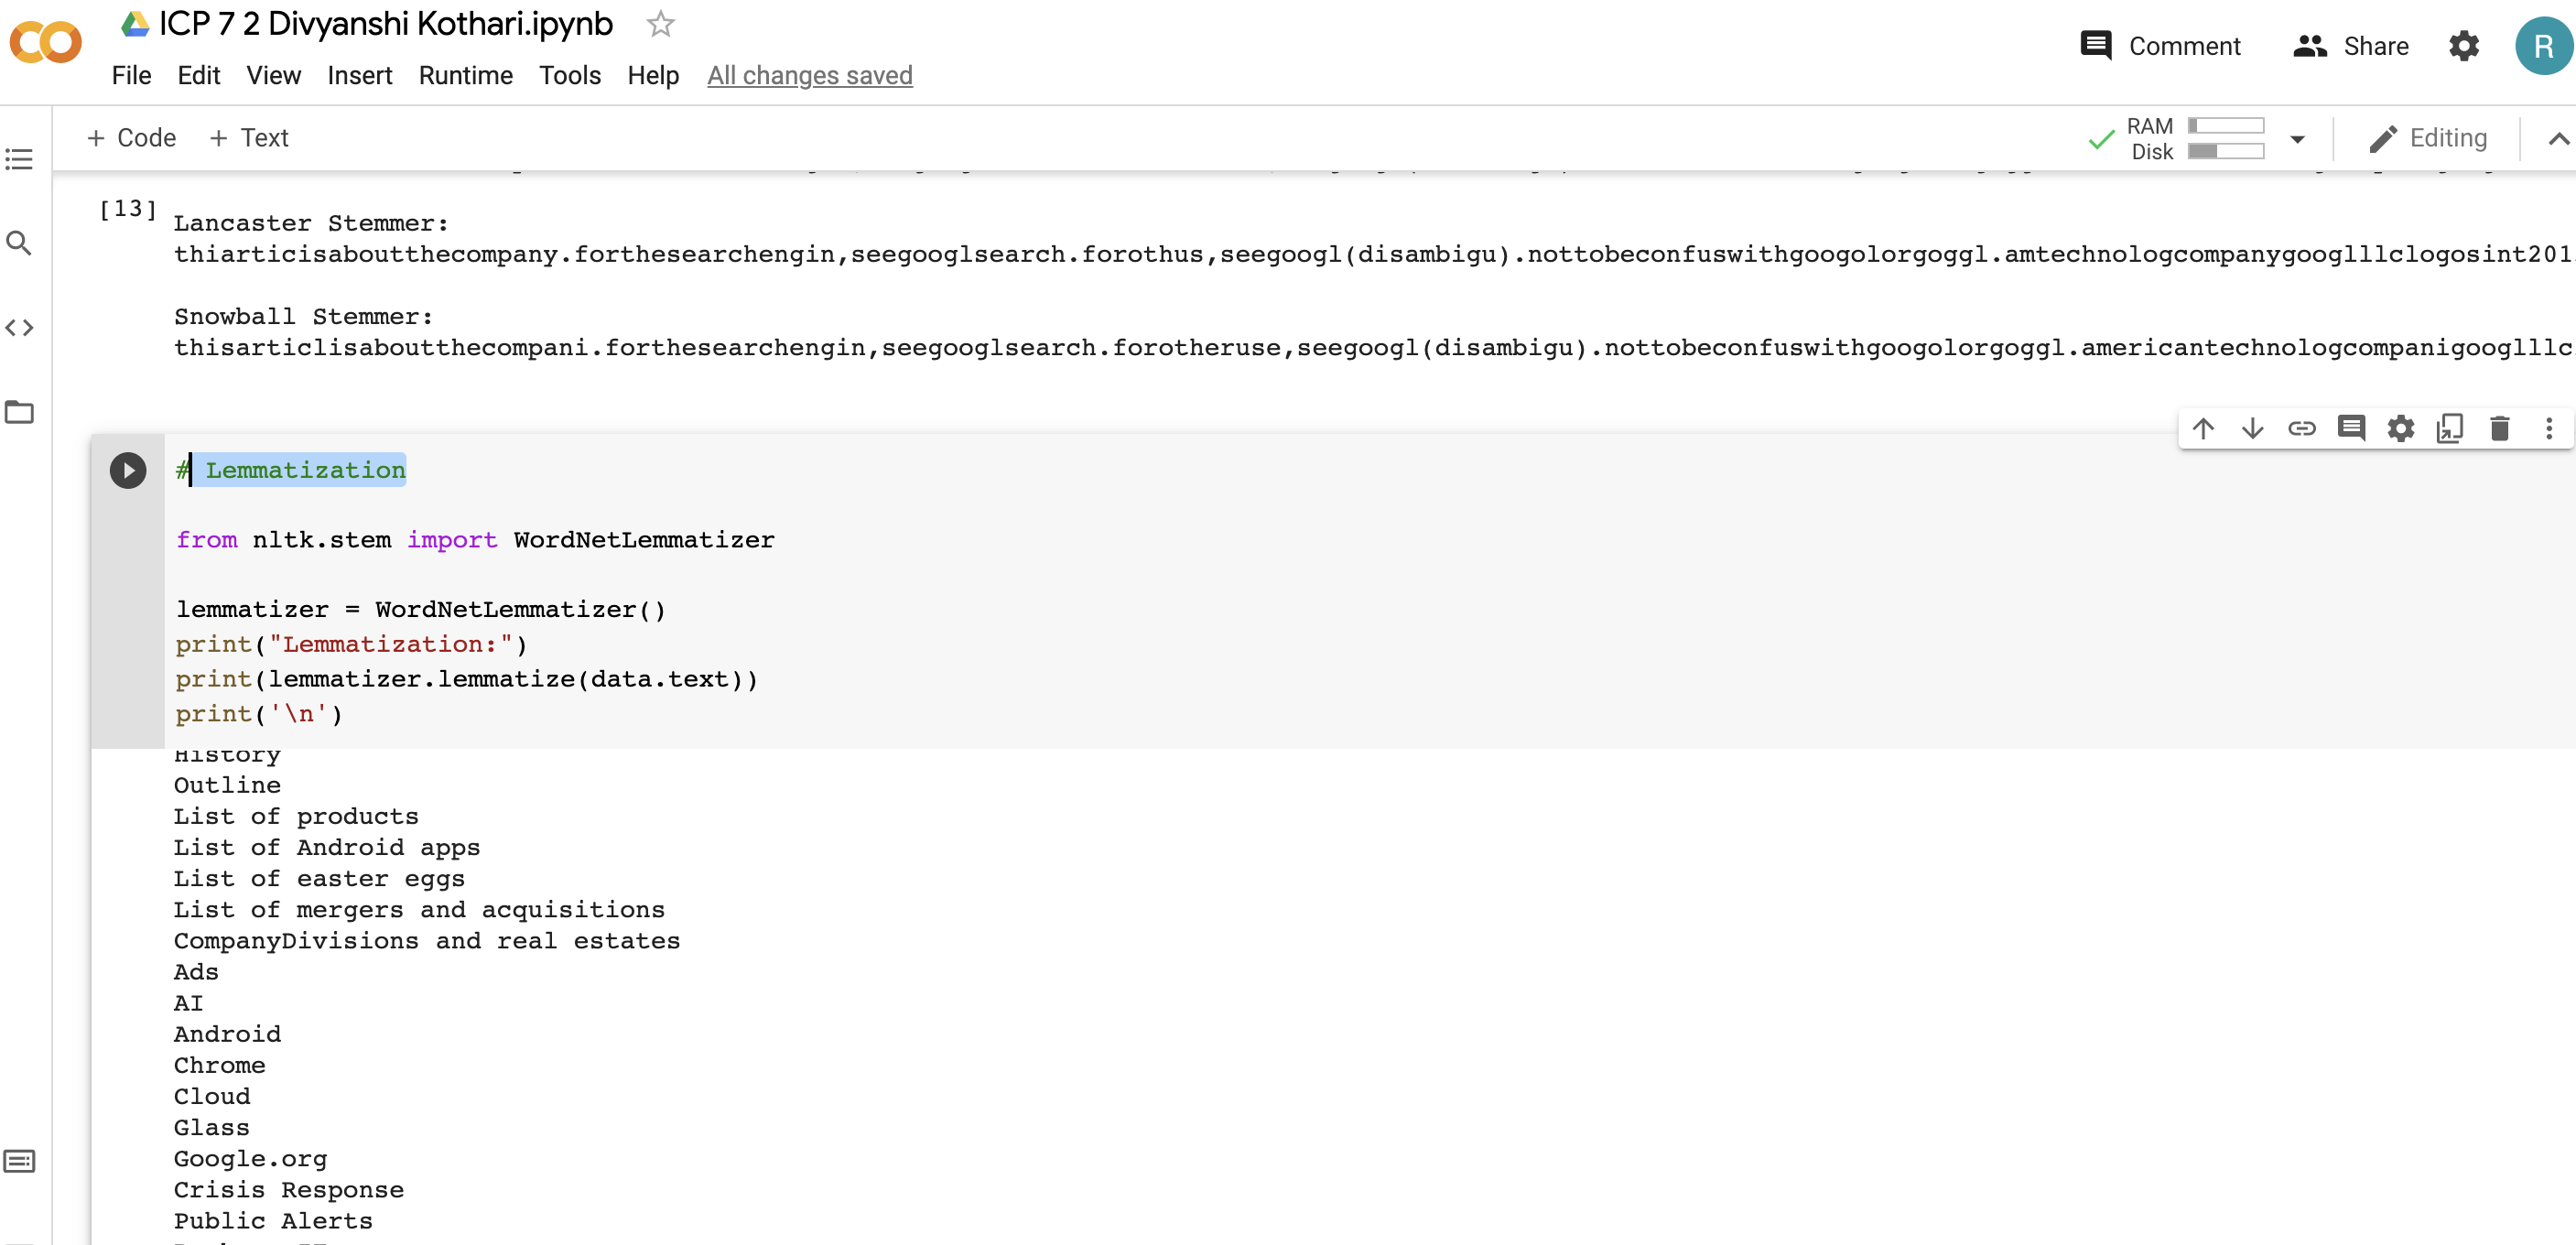 ICP 7 2 Divyanshi Kothari.ipynb
Comment Share R
File Edit View Insert Runtime Tools Help All changes saved
+ Code + Text
RAM
Disk
Editing
[13]
Lancaster Stemmer:
thiarticisaboutthecompany.forthesearchengin,seegooglsearch.forothus,seegoogl(disambigu).nottobeconfuswithgoogolorgoggl.amtechnologcompanygooglllclogosint201
Snowball Stemmer:
thisarticlisaboutthecompani.forthesearchengin,seegooglsearch.forotheruse,seegoogl(disambigu).nottobeconfuswithgoogolorgoggl.americantechnologcompanigooglllc
# Lemmatization
from nltk.stem import WordNetLemmatizer
lemmatizer = WordNetLemmatizer()
print("Lemmatization:")
print(lemmatizer.lemmatize(data.text))
print('\n')
History
Outline
List of products
List of Android apps
List of easter eggs
List of mergers and acquisitions
CompanyDivisions and real estates
Ads
AI
Android
Chrome
Cloud
Glass
Google.org
Crisis Response
Public Alerts